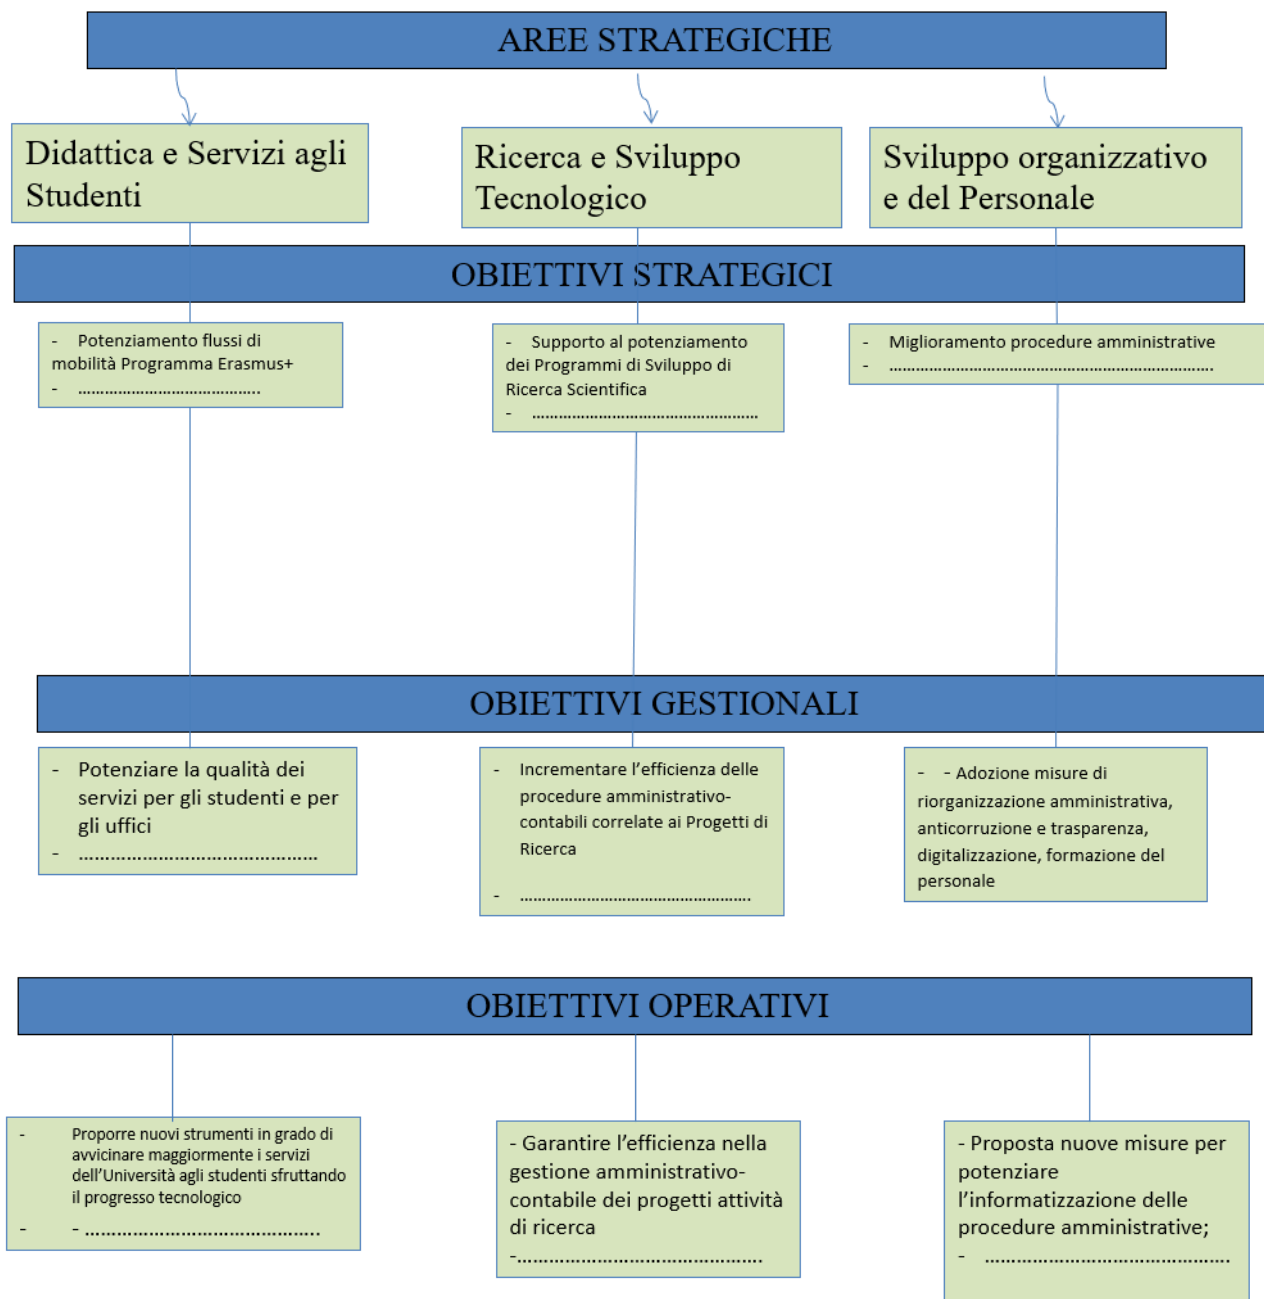 AREE STRATEGICHE
Didattica e Servizi agli
Studenti
Ricerca e Sviluppo
Tecnologico
Sviluppo organizzativo
e del Personale
OBIETTIVI STRATEGICI
- Potenziamento flussi di
mobilità Programma Erasmus+
- …………………………………..
- Supporto al potenziamento
dei Programmi di Sviluppo di
Ricerca Scientifica
- ……………………………………………
- Miglioramento procedure amministrative
- ……………………………………………………………….
OBIETTIVI GESTIONALI
- Potenziare la qualità dei
servizi per gli studenti e per
gli uffici
- ………………………………………
- Incrementare l’efficienza delle
procedure amministrativo-
contabili correlate ai Progetti di
Ricerca
- …………………………………………….
- - Adozione misure di
riorganizzazione amministrativa,
anticorruzione e trasparenza,
digitalizzazione, formazione del
personale
OBIETTIVI OPERATIVI
- Proporre nuovi strumenti in grado di
avvicinare maggiormente i servizi
dell’Università agli studenti sfruttando
il progresso tecnologico
- - ……………………………………..
- Garantire l’efficienza nella
gestione amministrativo-
contabile dei progetti attività
di ricerca
-……………………………………….
- Proposta nuove misure per
potenziare
l’informatizzazione delle
procedure amministrative;
- ……………………………………….